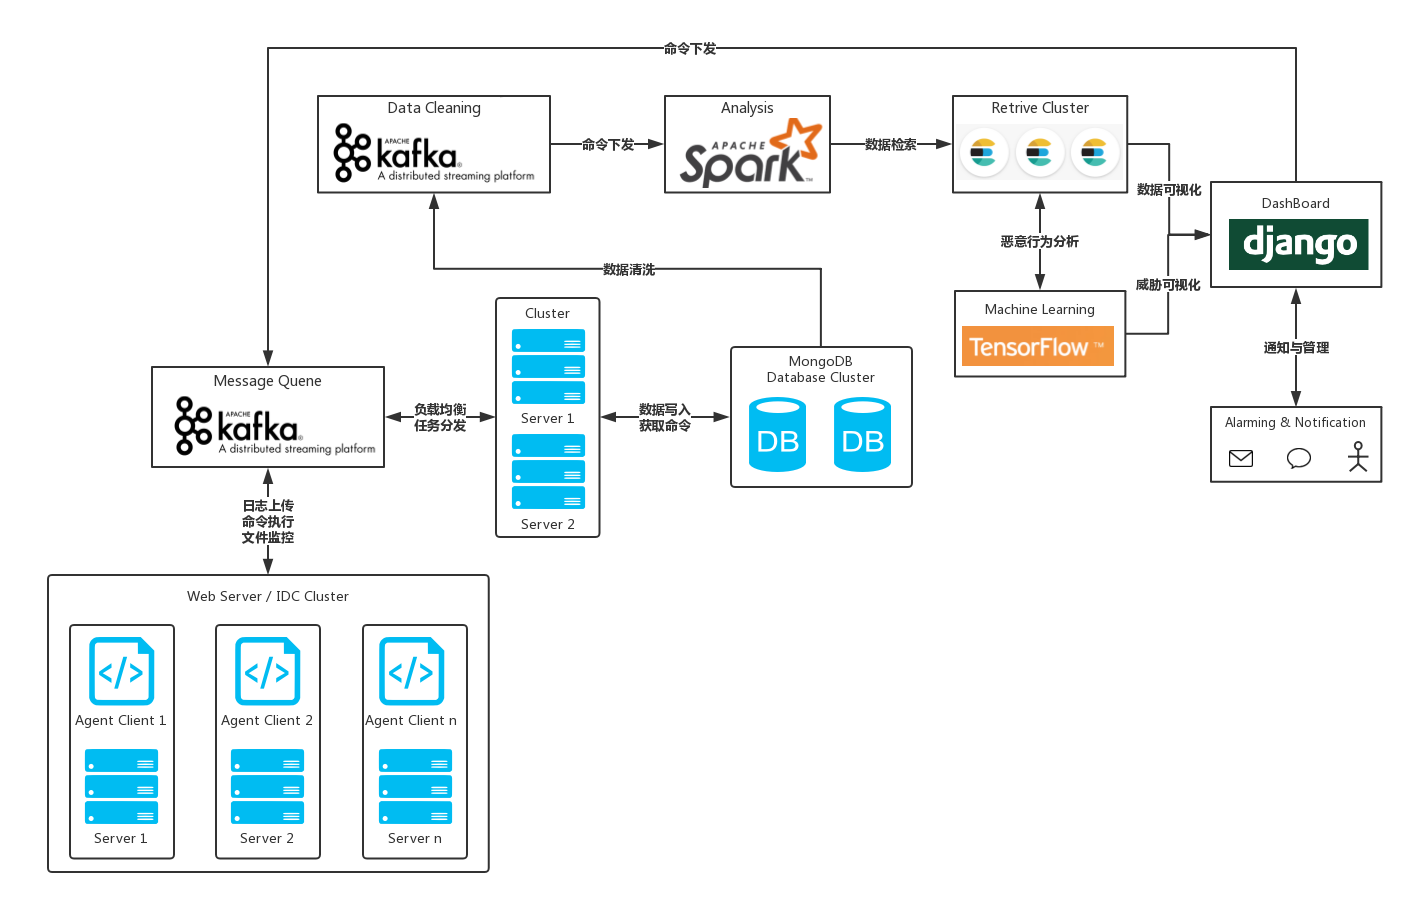 命令下发
Data Cleaning
APACHE
kafka®
A distributed streaming platform
命令下发
Analysis
APACHE
Spark™
数据检索
Retrive Cluster
数据可视化
DashBoard
django
恶意行为分析
威胁可视化
数据清洗
Machine Learning
TensorFlow™
通知与管理
Cluster
Server 1
Server 2
MongoDB
Database Cluster
DB
DB
Message Quene
APACHE
kafka®
A distributed streaming platform
负载均衡
任务分发
数据写入
获取命令
Alarming & Notification
日志上传
命令执行
文件监控
Web Server / IDC Cluster
</>
</>
</>
Agent Client 1
Agent Client 2
Agent Client n
Server 1
Server 2
Server n